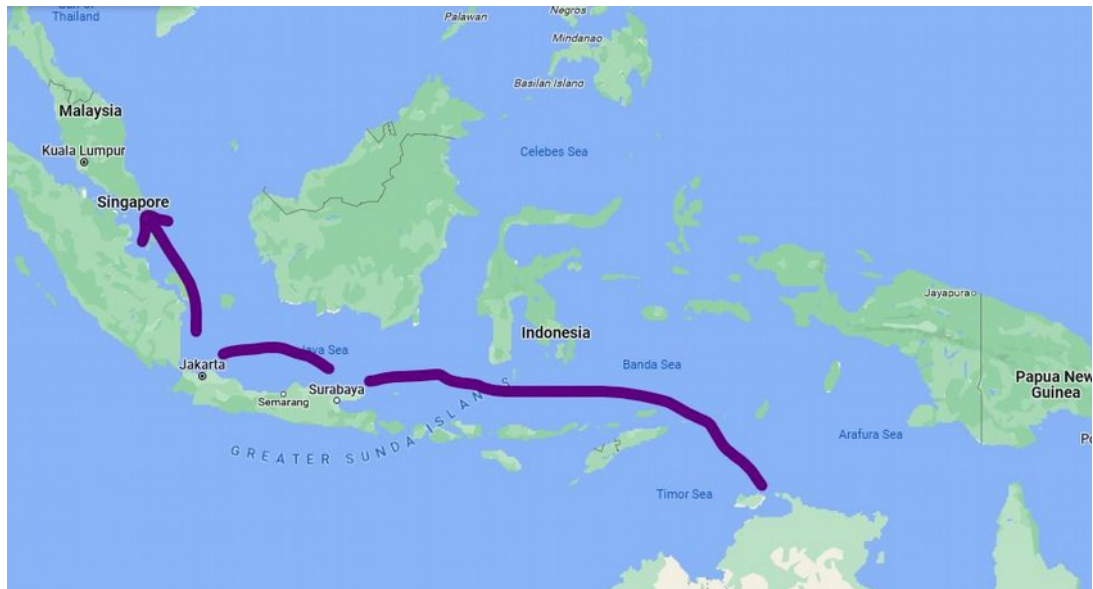 Thailand
Palawan
Negros
Mindanao
Basilan Island
Malaysia
Kuala Lumpur
Celebes Sea
Singapore
Jayapura
Indonesia
Java Sea
Banda Sea
Jakarta
Papua New
Guinea
Surabaya
Semarang
GREATER SUNDA ISLANDS
Arafura Sea
Timor Sea